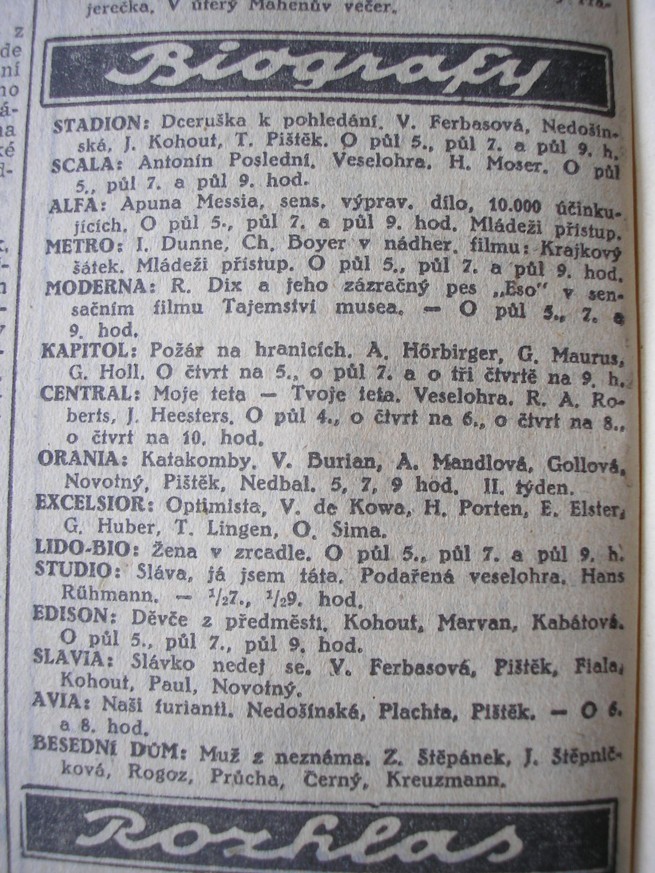 jerečka. V úterý Mahenův večer.
z
de
ní
ho
á-
na
ké
d-
Biografy
STADION: Dceruška k pohledání. V. Ferbasová, Nedošín-
ská, J. Kohout, T. Pištěk. O půl 5., půl 7. a půl 9. h.
SCALA: Antonín Poslední. Veselohra. H. Moser. O půl
5., půl 7. a půl 9. hod.
ALFA: Apuna Messia, sens. výprav. dílo, 10.000 účinku-
jících. O půl 5., půl 7. a půl 9. hod. Mládeži přístup.
METRO: I. Dunne, Ch. Boyer v nádher. filmu: Krajkový
šátek. Mládeži přístup. O půl 5., půl 7. a půl 9. hod.
MODERNA: R. Dix a jeho zázračný pes „Eso" v sen-
sačním filmu Tajemství musea. — O půl 5., 7. a
9. hod.
KAPITOL: Požár na hranicích. A. Hörbirger, G. Maurus,
G. Holl. O čtvrt na 5., o půl 7. a o tři čtvrtě na 9. h.
CENTRAL: Moje teta — Tvoje teta. Veselohra. R. A. Ro-
berts, J. Heesters. O půl 4., o čtvrt na 6., o čtvrt na 8.,
o čtvrt na 10. hod.
ORANIA: Katakomby. V. Burian, A. Mandlová, Gollová,
Novotný, Pištěk, Nedbal. 5, 7, 9 hod. II. týden.
EXCELSIOR: Optimista, V. de Kowa, H. Porten, E. Elster,
G. Huber, T. Lingen, O. Sima.
LIDO-BIO: Žena v zrcadle. O půl 5., půl 7. a půl 9. h.
STUDIO: Sláva, já jsem táta. Podařená veselohra. Hans
Rühmann. — ½7., ½9. hod.
EDISON: Děvče z předměstí, Kohout, Marvan, Kabátová.
O půl 5., půl 7., půl 9. hod.
SLAVIA: Slávko nedej se. V. Ferbasová, Pištěk, Fiala,
Kohout, Paul, Novotný.
AVIA: Naši furianti. Nedošínská, Plachta, Pištěk. — O 6.
a 8. hod.
BESEDNÍ DŮM: Muž z neznáma. Z. Štěpánek, J. Štěpnič-
ková, Rogoz, Průcha, Černý, Kreuzmann.
Rozhlas